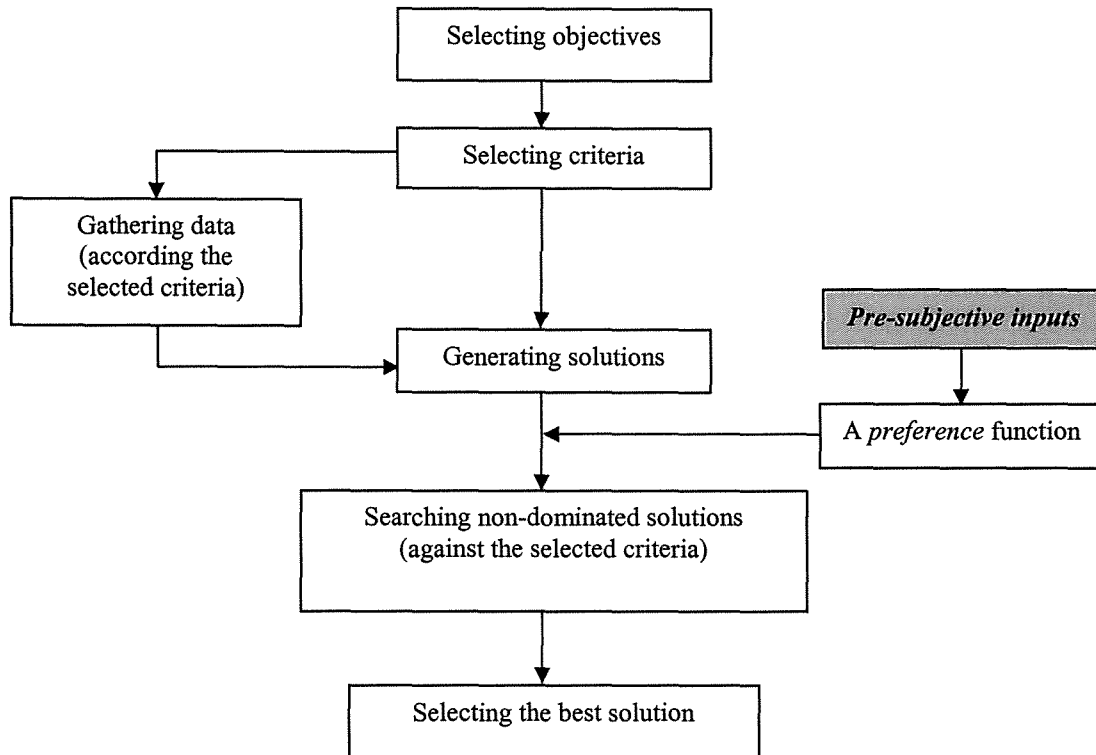 Selecting objectives
Selecting criteria
Gathering data
(according the
selected criteria)
Pre-subjective inputs
Generating solutions
A preference function
Searching non-dominated solutions
(against the selected criteria)
Selecting the best solution